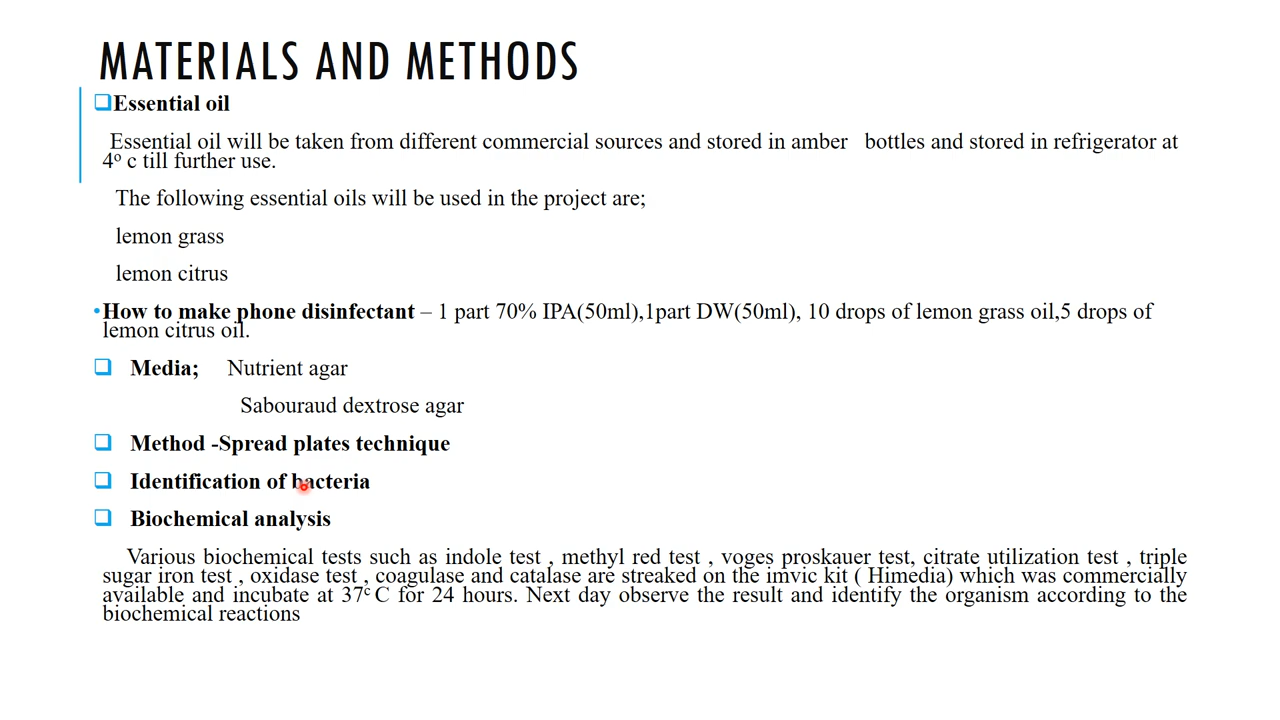 MATERIALS AND METHODS
Essential oil
Essential oil will be taken from different commercial sources and stored in amber bottles and stored in refrigerator at
4º c till further use.
The following essential oils will be used in the project are;
lemon grass
lemon citrus
•How to make phone disinfectant – 1 part 70% IPA(50ml),1part DW(50ml), 10 drops of lemon grass oil,5 drops of
lemon citrus oil.
Media; Nutrient agar
Sabouraud dextrose agar
Method -Spread plates technique
Identification of bacteria
Biochemical analysis
Various biochemical tests such as indole test , methyl red test , voges proskauer test, citrate utilization test , triple
sugar iron test , oxidase test , coagulase and catalase are streaked on the imvic kit ( Himedia) which was commercially
available and incubate at 37ᶜ C for 24 hours. Next day observe the result and identify the organism according to the
biochemical reactions